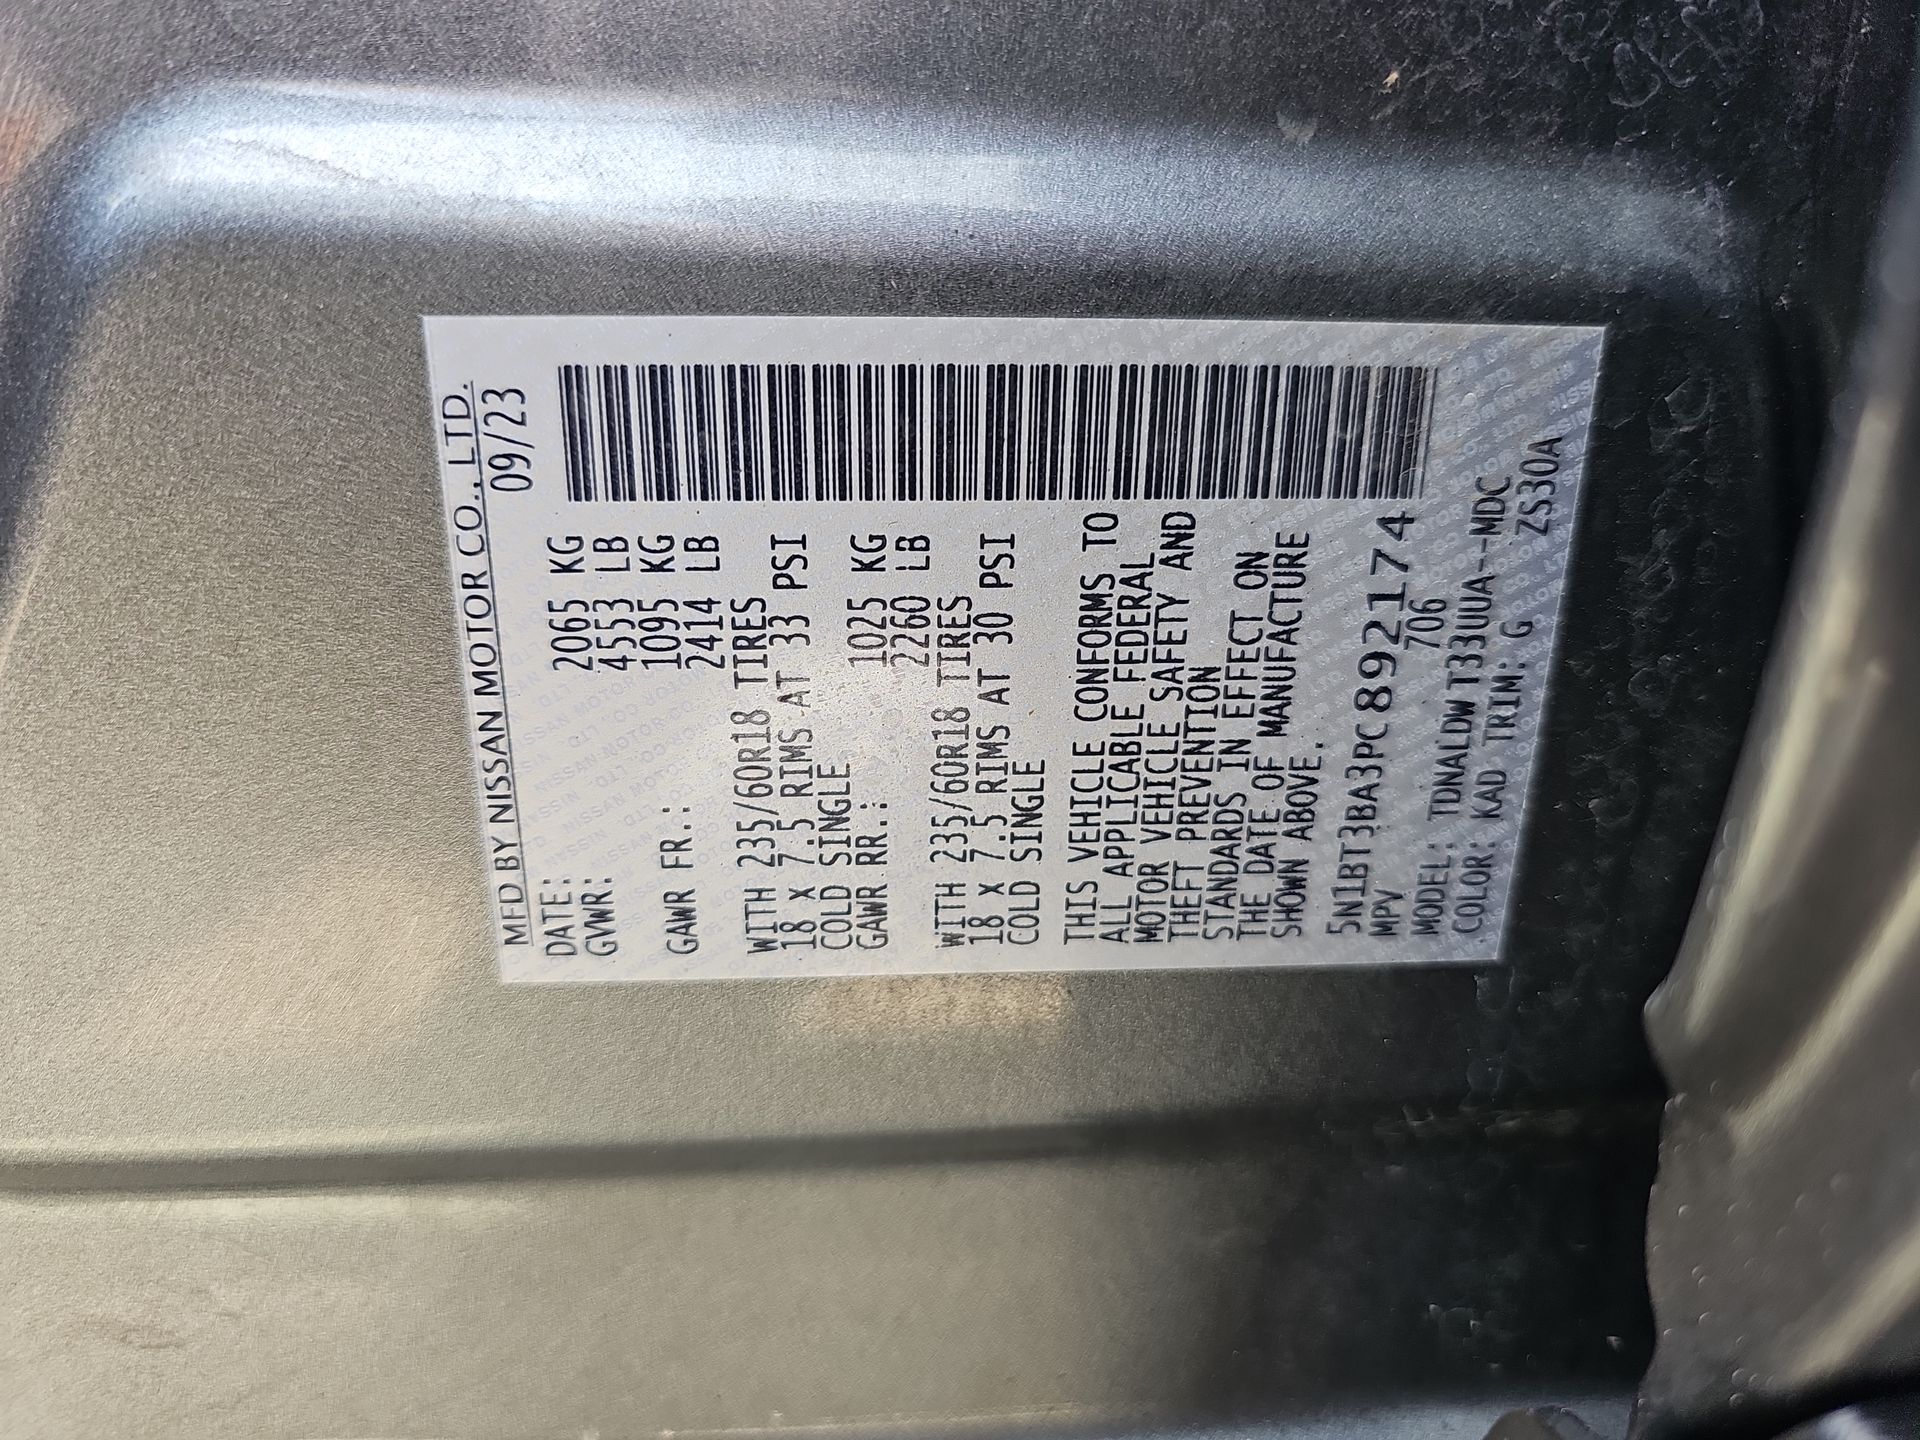 MFD BY NISSAN MOTOR CO., LTD.
DATE: 09/23
GVWR: 2065 KG
4553 LB
GAWR FR.: 1095 KG
2414 LB
WITH 235/60R18 TIRES
18 X 7.5 RIMS AT 33 PSI
COLD SINGLE
GAWR RR.: 1025 KG
2260 LB
WITH 235/60R18 TIRES
18 X 7.5 RIMS AT 30 PSI
COLD SINGLE
THIS VEHICLE CONFORMS TO
ALL APPLICABLE FEDERAL
MOTOR VEHICLE SAFETY AND
THEFT PREVENTION
STANDARDS IN EFFECT ON
THE DATE OF MANUFACTURE
SHOWN ABOVE.
5N1BT3BA3PC892174
MPV 706
MODEL: TDNALDW T33UUA--MDC
COLOR: KAD TRIM: G ZS30A